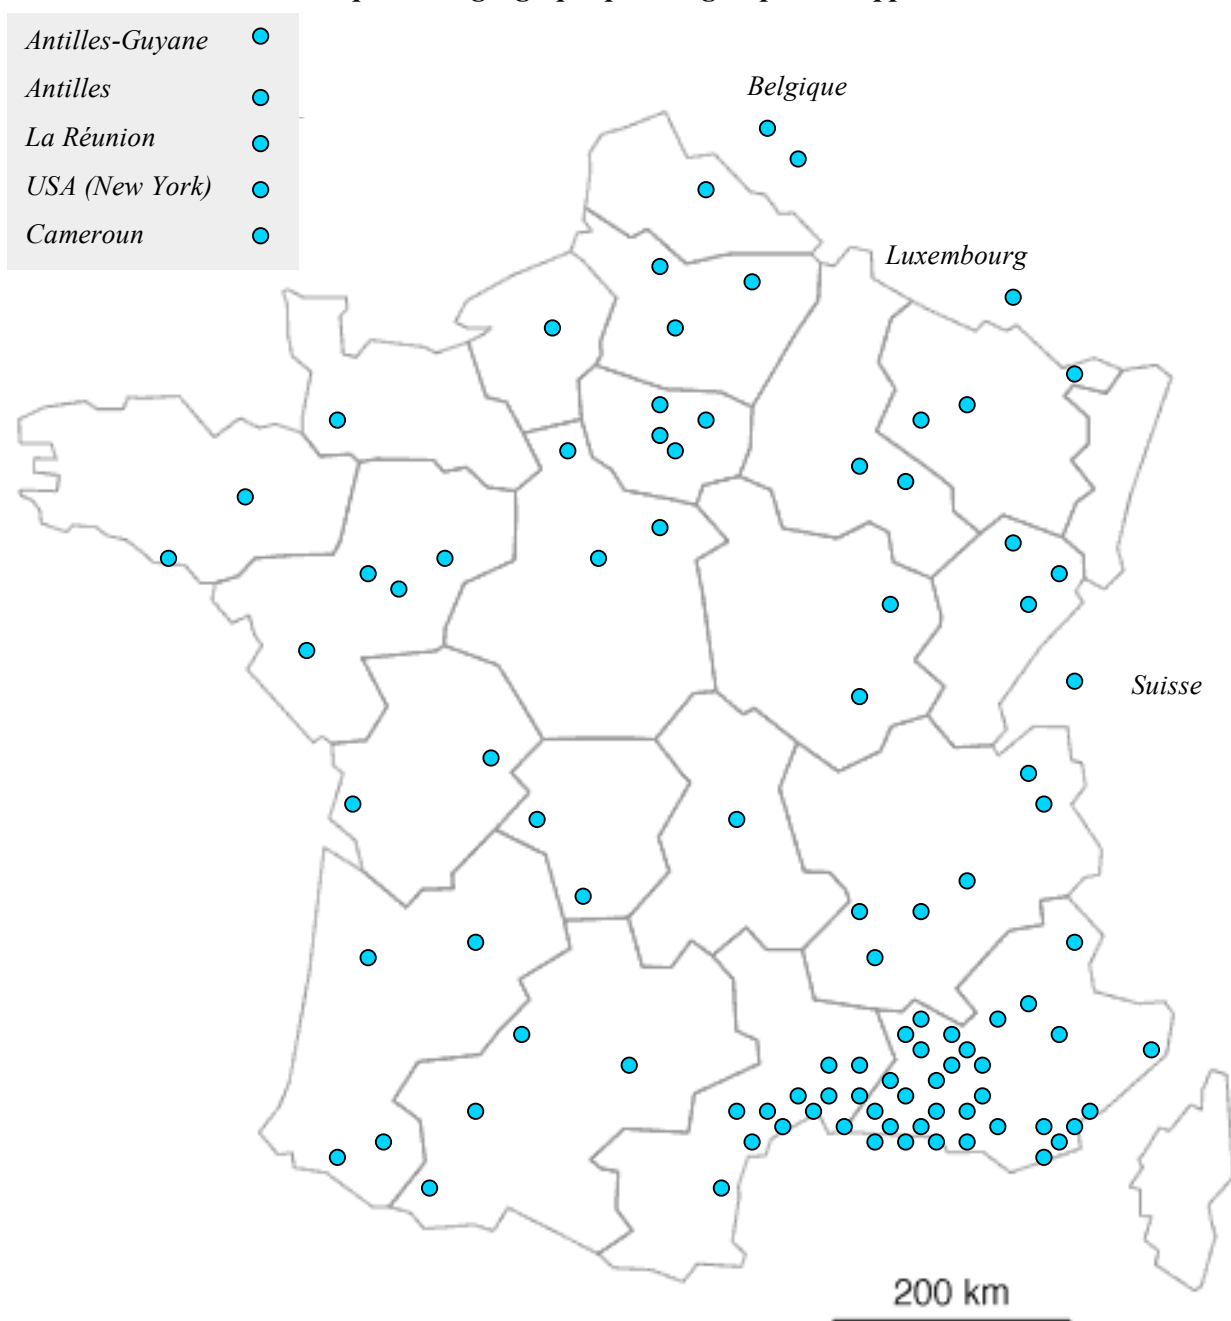 Antilles-Guyane
Antilles
La Réunion
USA (New York)
Cameroun
Belgique
Luxembourg
Suisse
200 km